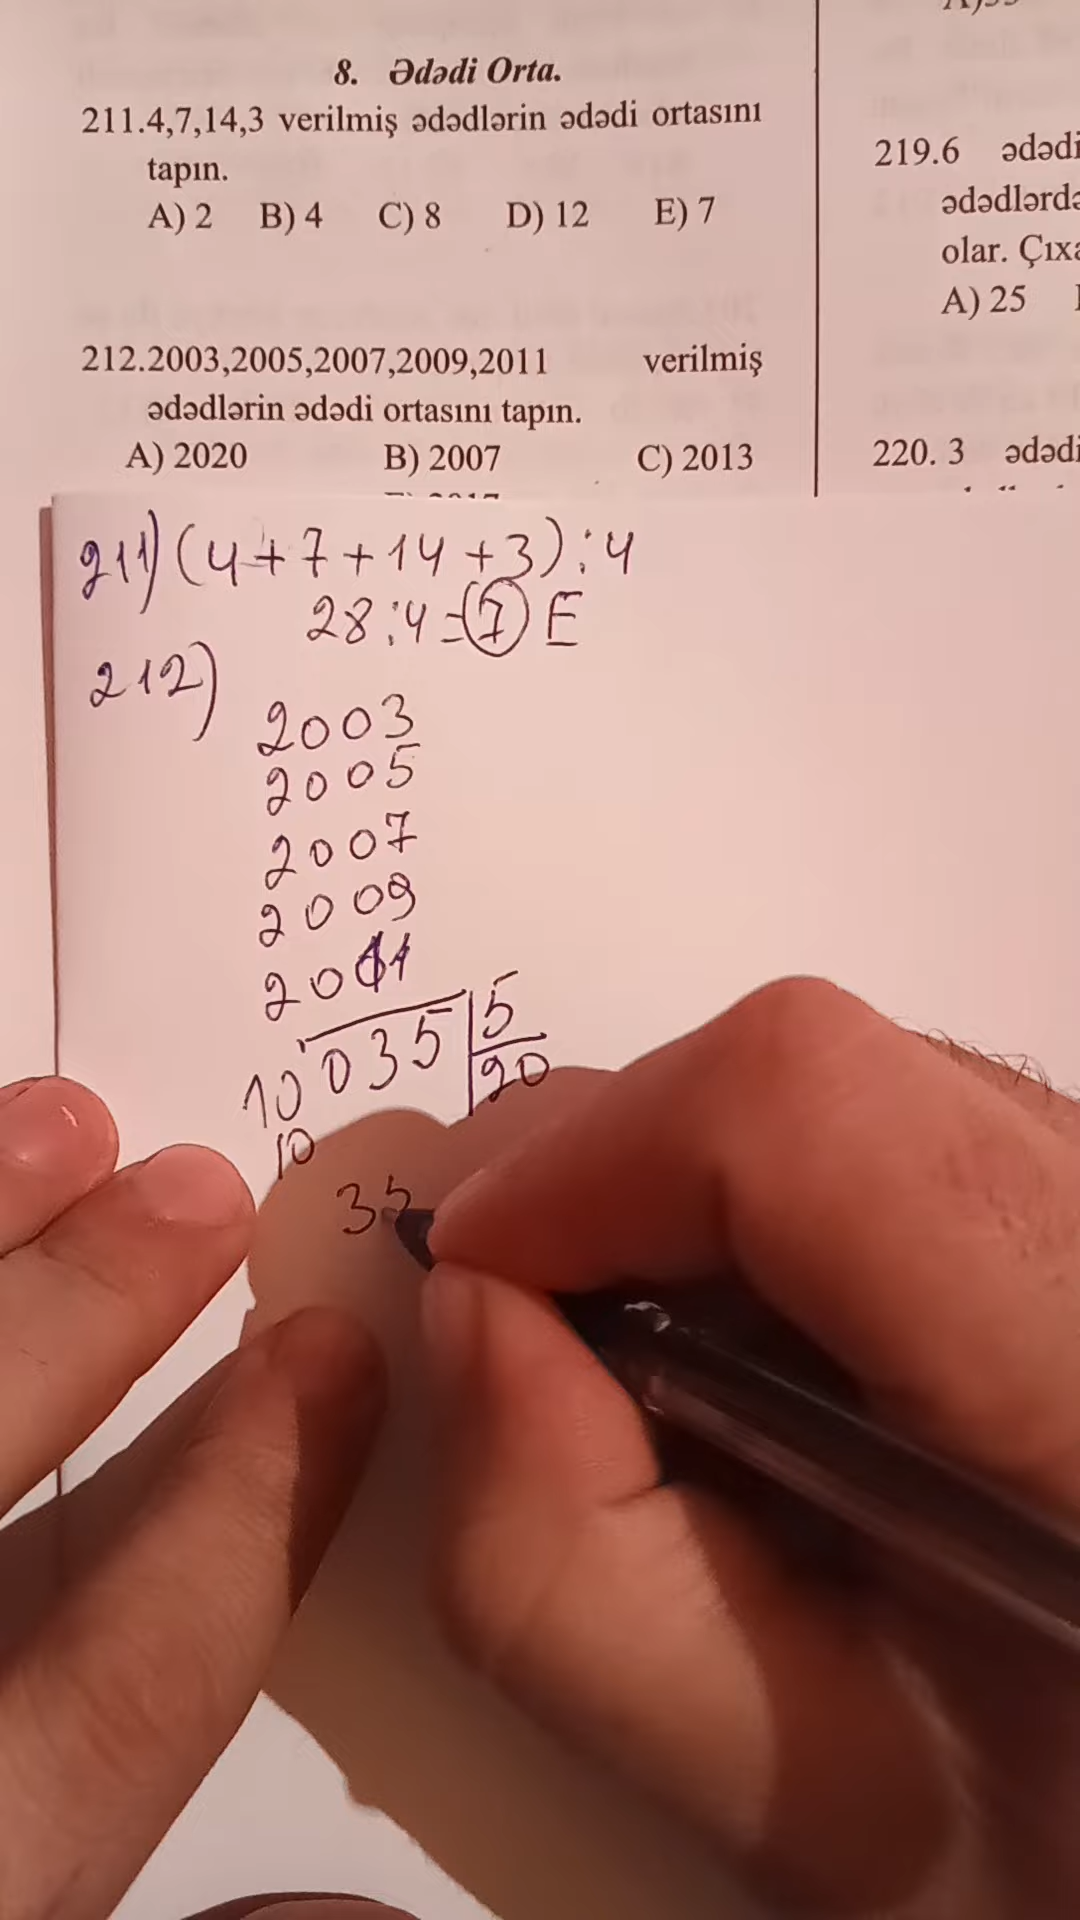 8. Ədədi Orta.
211.4,7,14,3 verilmiş ədədlərin ədədi ortasını
tapın.
A) 2 B) 4 C) 8 D) 12 E) 7
212.2003,2005,2007,2009,2011 verilmiş
ədədlərin ədədi ortasını tapın.
A) 2020 B) 2007 C) 2013
219.6 ədədi
ədədlərdə
olar. Çıxa
A) 25
220. 3 ədədi
211) (4+7+14+3):4
28:4=7 E
212)
2003
2005
2007
2009
2011
10035 5
10 20
35